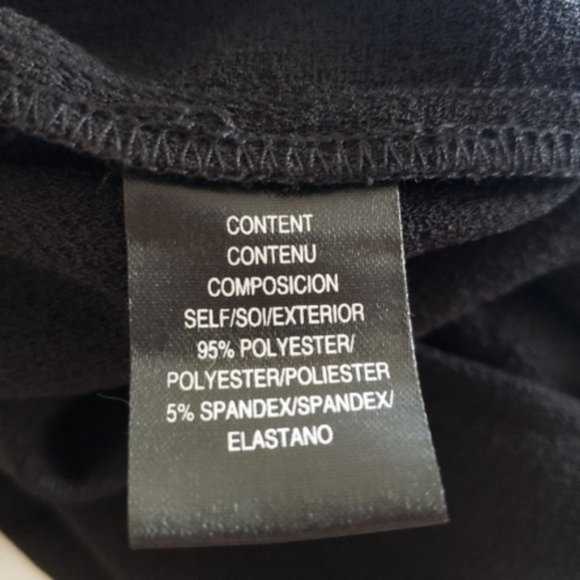 CONTENT
CONTENU
COMPOSICION
SELF/SOI/EXTERIOR
95% POLYESTER/
POLYESTER/POLIESTER
5% SPANDEX/SPANDEX/
ELASTANO